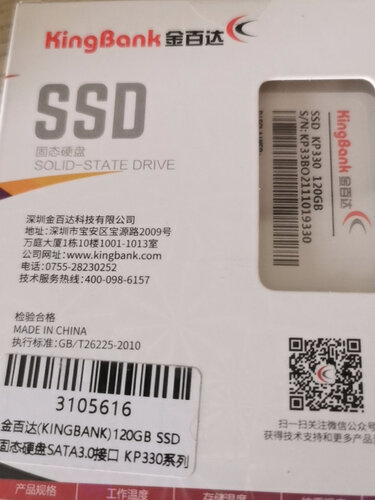 KingBank 金百达
SSD
固态硬盘
SOLID-STATE DRIVE
KingBank 金百达
SSD KP330 120GB
S/N:KP33BO2111019330
深圳金百达科技有限公司
地址:深圳市宝安区宝源路2009号
万庭大厦1栋10楼1001-1013室
公司网站:www.kingbank.com
电话:0755-28230252
技术服务热线:400-098-6157
检验合格
MADE IN CHINA
执行标准:GB/T26225-2010
扫一扫关注微信公众号
获得技术支持和更多产品
3105616
金百达(KINGBANK)120GB SSD
固态硬盘SATA3.0接口 KP330系列
产品规格
工作温度
存储温度